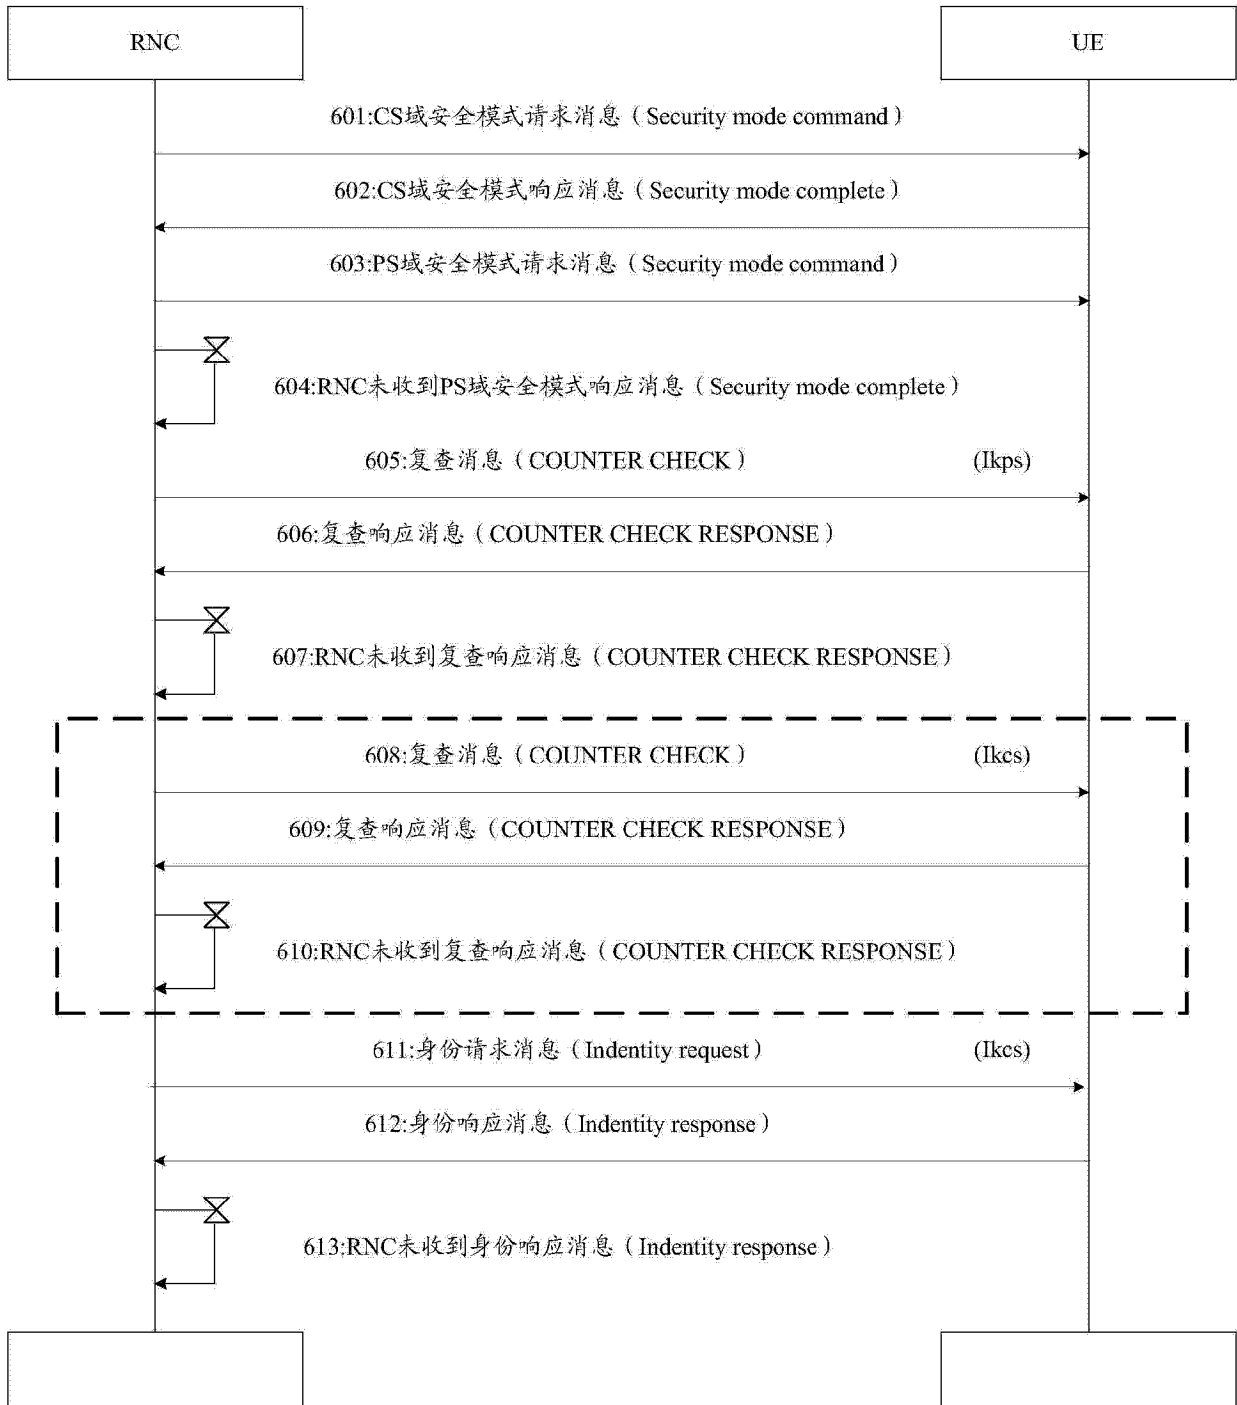 RNC
UE
601:CS域安全模式请求消息（Security mode command）
602:CS域安全模式响应消息（Security mode complete）
603:PS域安全模式请求消息（Security mode command）
604:RNC未收到PS域安全模式响应消息（Security mode complete）
605:复查消息（COUNTER CHECK） (Ikps)
606:复查响应消息（COUNTER CHECK RESPONSE）
607:RNC未收到复查响应消息（COUNTER CHECK RESPONSE）
608:复查消息（COUNTER CHECK） (Ikcs)
609:复查响应消息（COUNTER CHECK RESPONSE）
610:RNC未收到复查响应消息（COUNTER CHECK RESPONSE）
611:身份请求消息（Indentity request） (Ikcs)
612:身份响应消息（Indentity response）
613:RNC未收到身份响应消息（Indentity response）